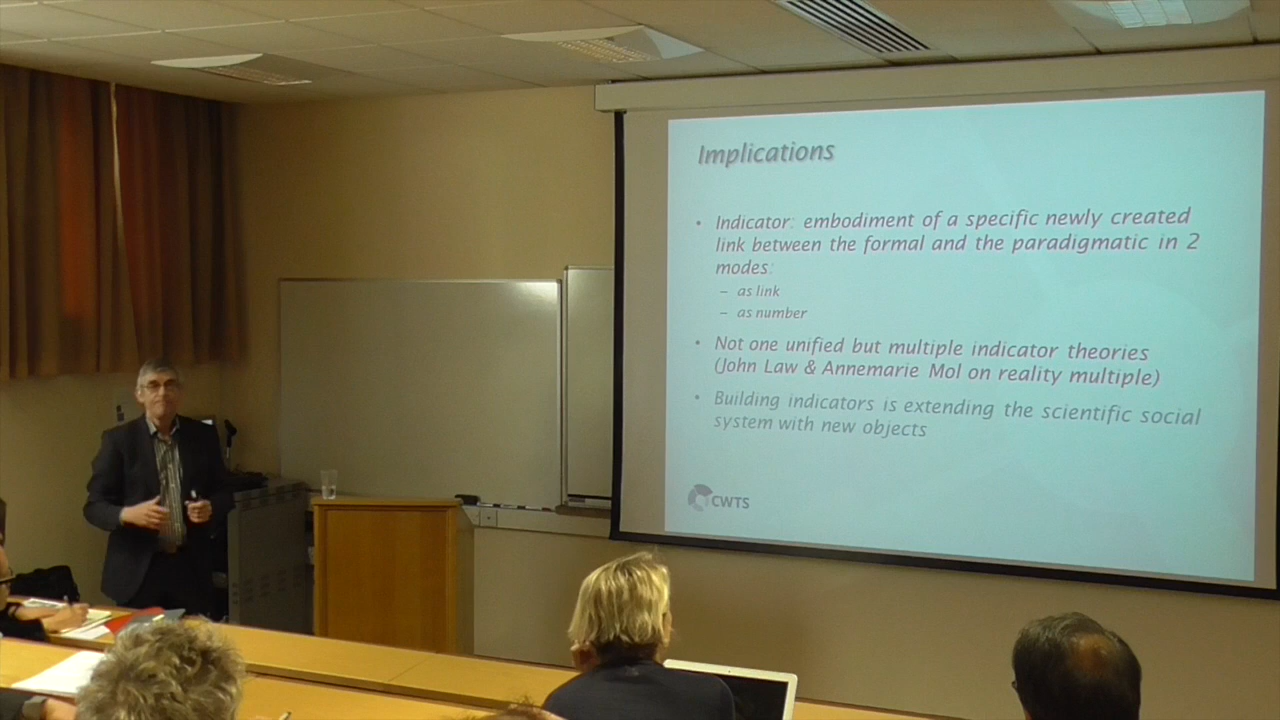 Implications
• Indicator: embodiment of a specific newly created
link between the formal and the paradigmatic in 2
modes:
– as link
– as number
• Not one unified but multiple indicator theories
(John Law & Annemarie Mol on reality multiple)
• Building indicators is extending the scientific social
system with new objects
CWTS